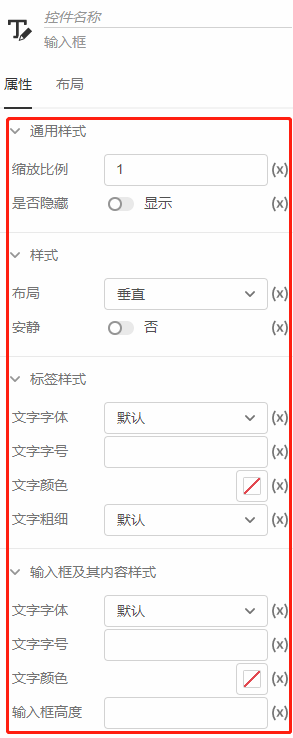 控件名称
输入框
属性 布局
通用样式
缩放比例 1 (x)
是否隐藏 显示 (x)
样式
布局 垂直 (x)
安静 否 (x)
标签样式
文字字体 默认 (x)
文字字号 (x)
文字颜色 (x)
文字粗细 默认 (x)
输入框及其内容样式
文字字体 默认 (x)
文字字号 (x)
文字颜色 (x)
输入框高度 (x)